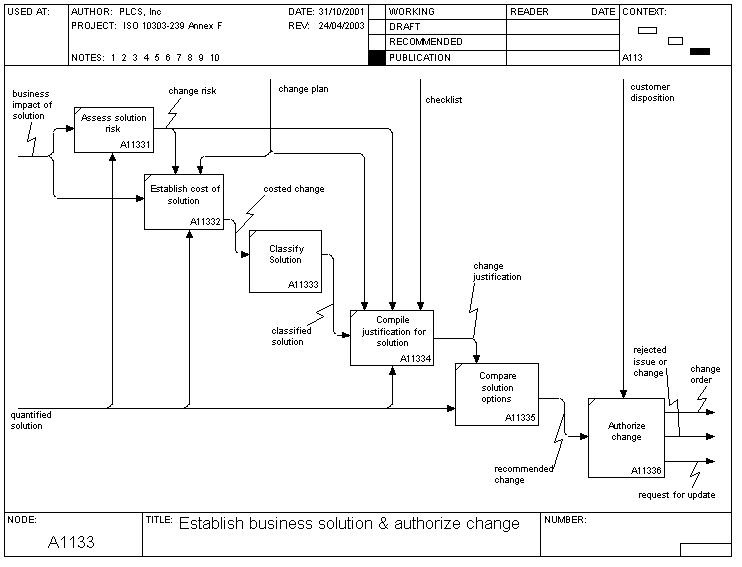 USED AT:
AUTHOR: PLCS, Inc
DATE: 31/10/2001
PROJECT: ISO 10303-239 Annex F
REV: 24/04/2003
NOTES: 1 2 3 4 5 6 7 8 9 10
WORKING
DRAFT
RECOMMENDED
PUBLICATION
READER
DATE
CONTEXT:
A113
business
impact of
solution
change risk
change plan
checklist
customer
disposition
Assess solution
risk
A11331
Establish cost of
solution
A11332
costed change
Classify
Solution
A11333
classified
solution
change
justification
Compile
justification for
solution
A11334
Compare
solution
options
A11335
quantified
solution
recommended
change
rejected
issue or
change
change
order
Authorize
change
A11336
request for update
NODE:
A1133
TITLE: Establish business solution & authorize change
NUMBER: